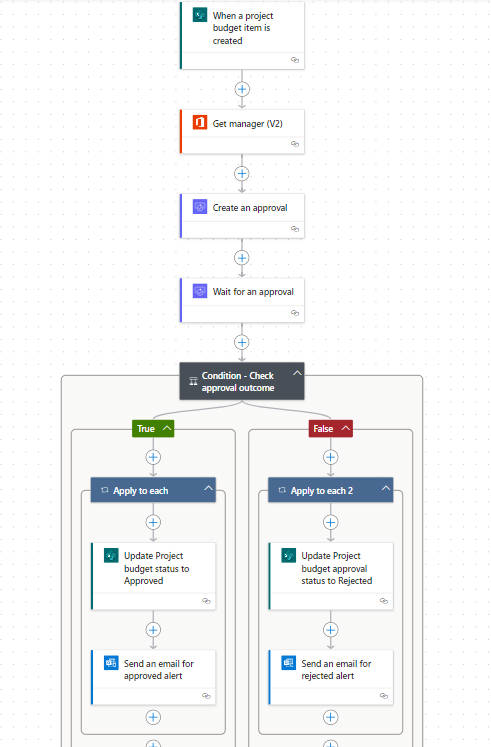 When a project
budget item is
created
Get manager (V2)
Create an approval
Wait for an approval
Condition - Check
approval outcome
True
False
Apply to each
Apply to each 2
Update Project
budget status to
Approved
Update Project
budget approval
status to Rejected
Send an email for
approved alert
Send an email for
rejected alert